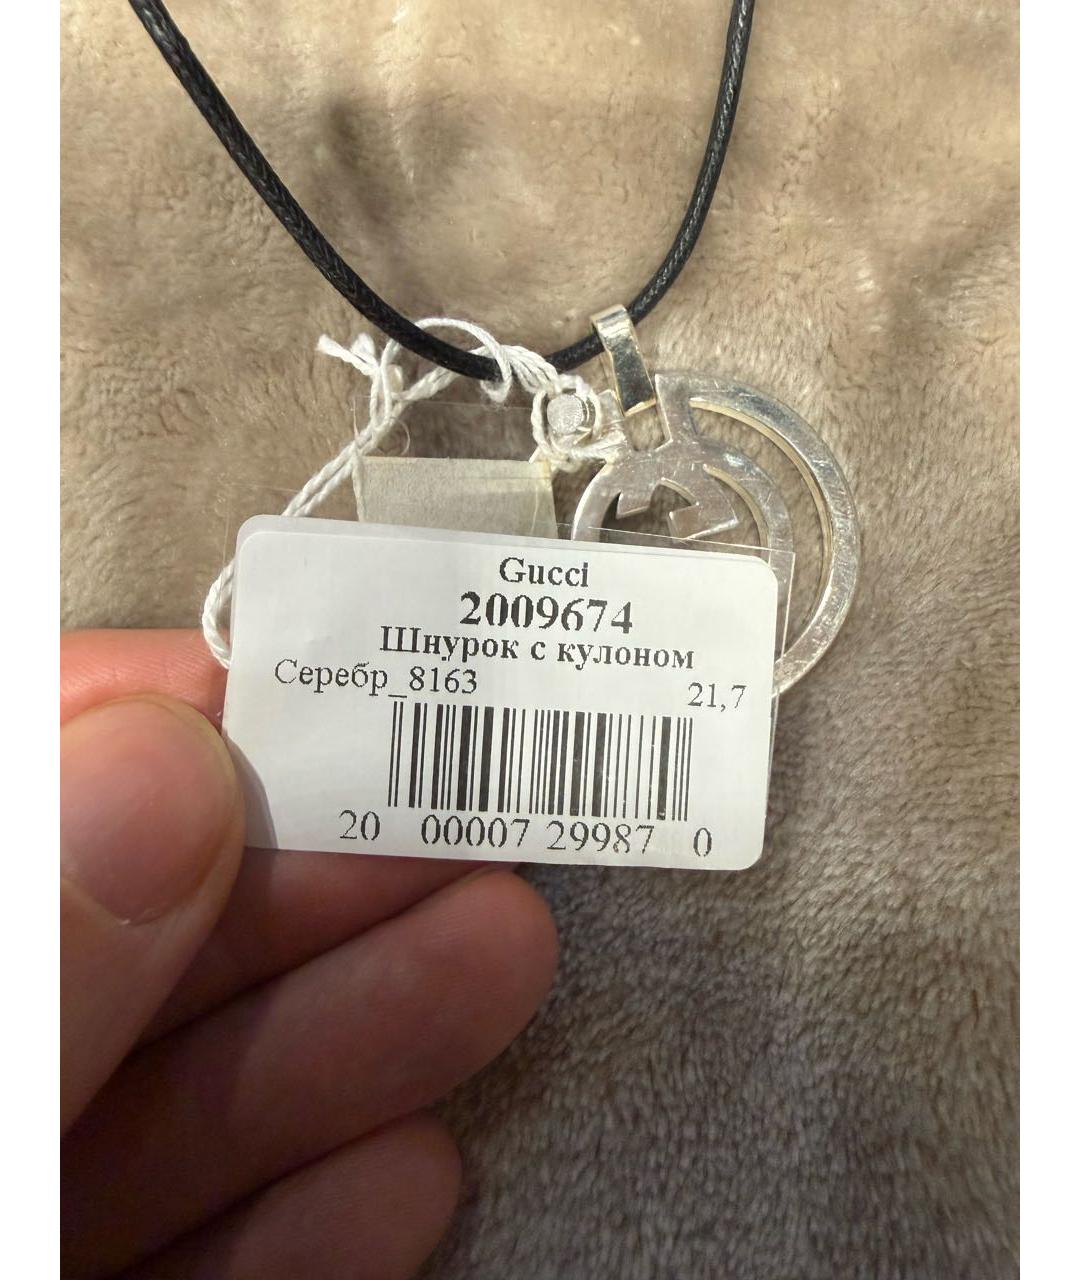 Gucci
2009674
Шнурок с кулоном
Серебр_8163 21,7
20 00007 29987 0